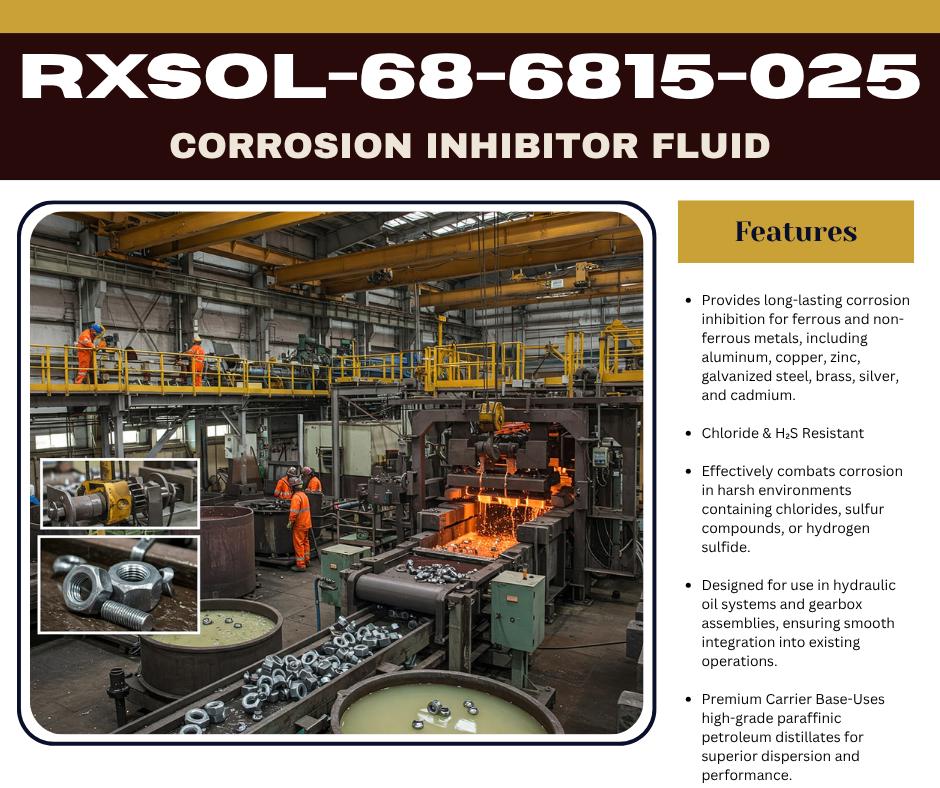 RXSOL-68-6815-025
CORROSION INHIBITOR FLUID
Features
• Provides long-lasting corrosion
inhibition for ferrous and non-
ferrous metals, including
aluminum, copper, zinc,
galvanized steel, brass, silver,
and cadmium.
• Chloride & H₂S Resistant
• Effectively combats corrosion
in harsh environments
containing chlorides, sulfur
compounds, or hydrogen
sulfide.
• Designed for use in hydraulic
oil systems and gearbox
assemblies, ensuring smooth
integration into existing
operations.
• Premium Carrier Base-Uses
high-grade paraffinic
petroleum distillates for
superior dispersion and
performance.